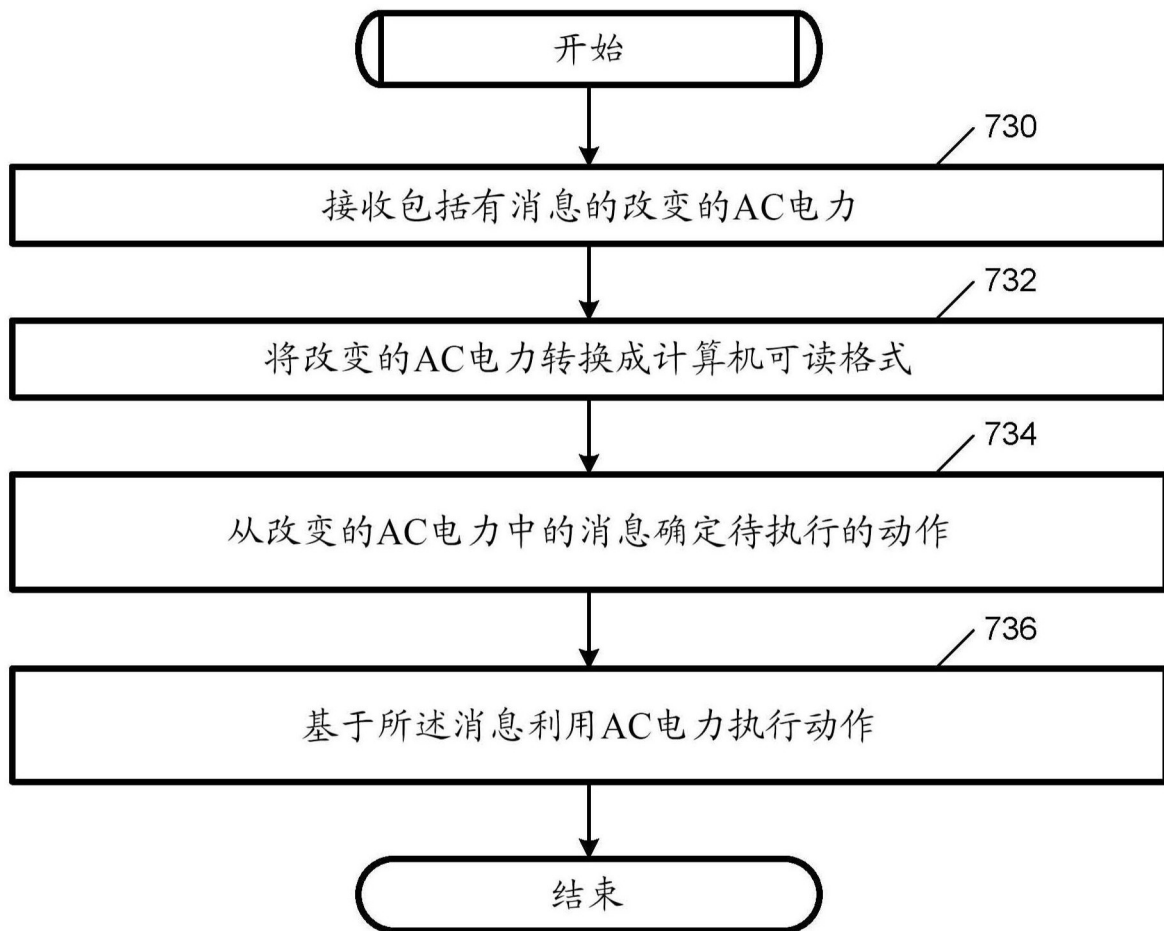 开始
730
接收包括有消息的改变的AC电力
732
将改变的AC电力转换成计算机可读格式
734
从改变的AC电力中的消息确定待执行的动作
736
基于所述消息利用AC电力执行动作
结束